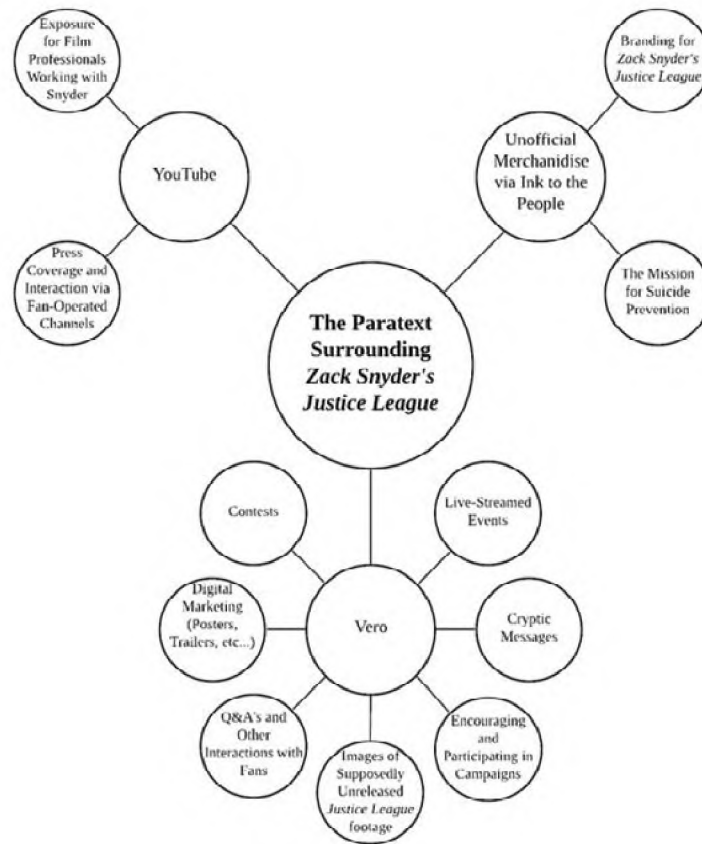 Exposure
for Film
Professionals
Working with
Snyder
YouTube
Press
Coverage and
Interaction via
Fan-Operated
Channels
Branding for
Zack Snyder's
Justice League
Unofficial
Merchanidise
via Ink to the
People
The Mission
for Suicide
Prevention
The Paratext
Surrounding
Zack Snyder's
Justice League
Contests
Live-Streamed
Events
Digital
Marketing
(Posters,
Trailers, etc...)
Vero
Cryptic
Messages
Q&A's and
Other
Interactions with
Fans
Images of
Supposedly
Unreleased
Justice League
footage
Encouraging
and
Participating in
Campaigns